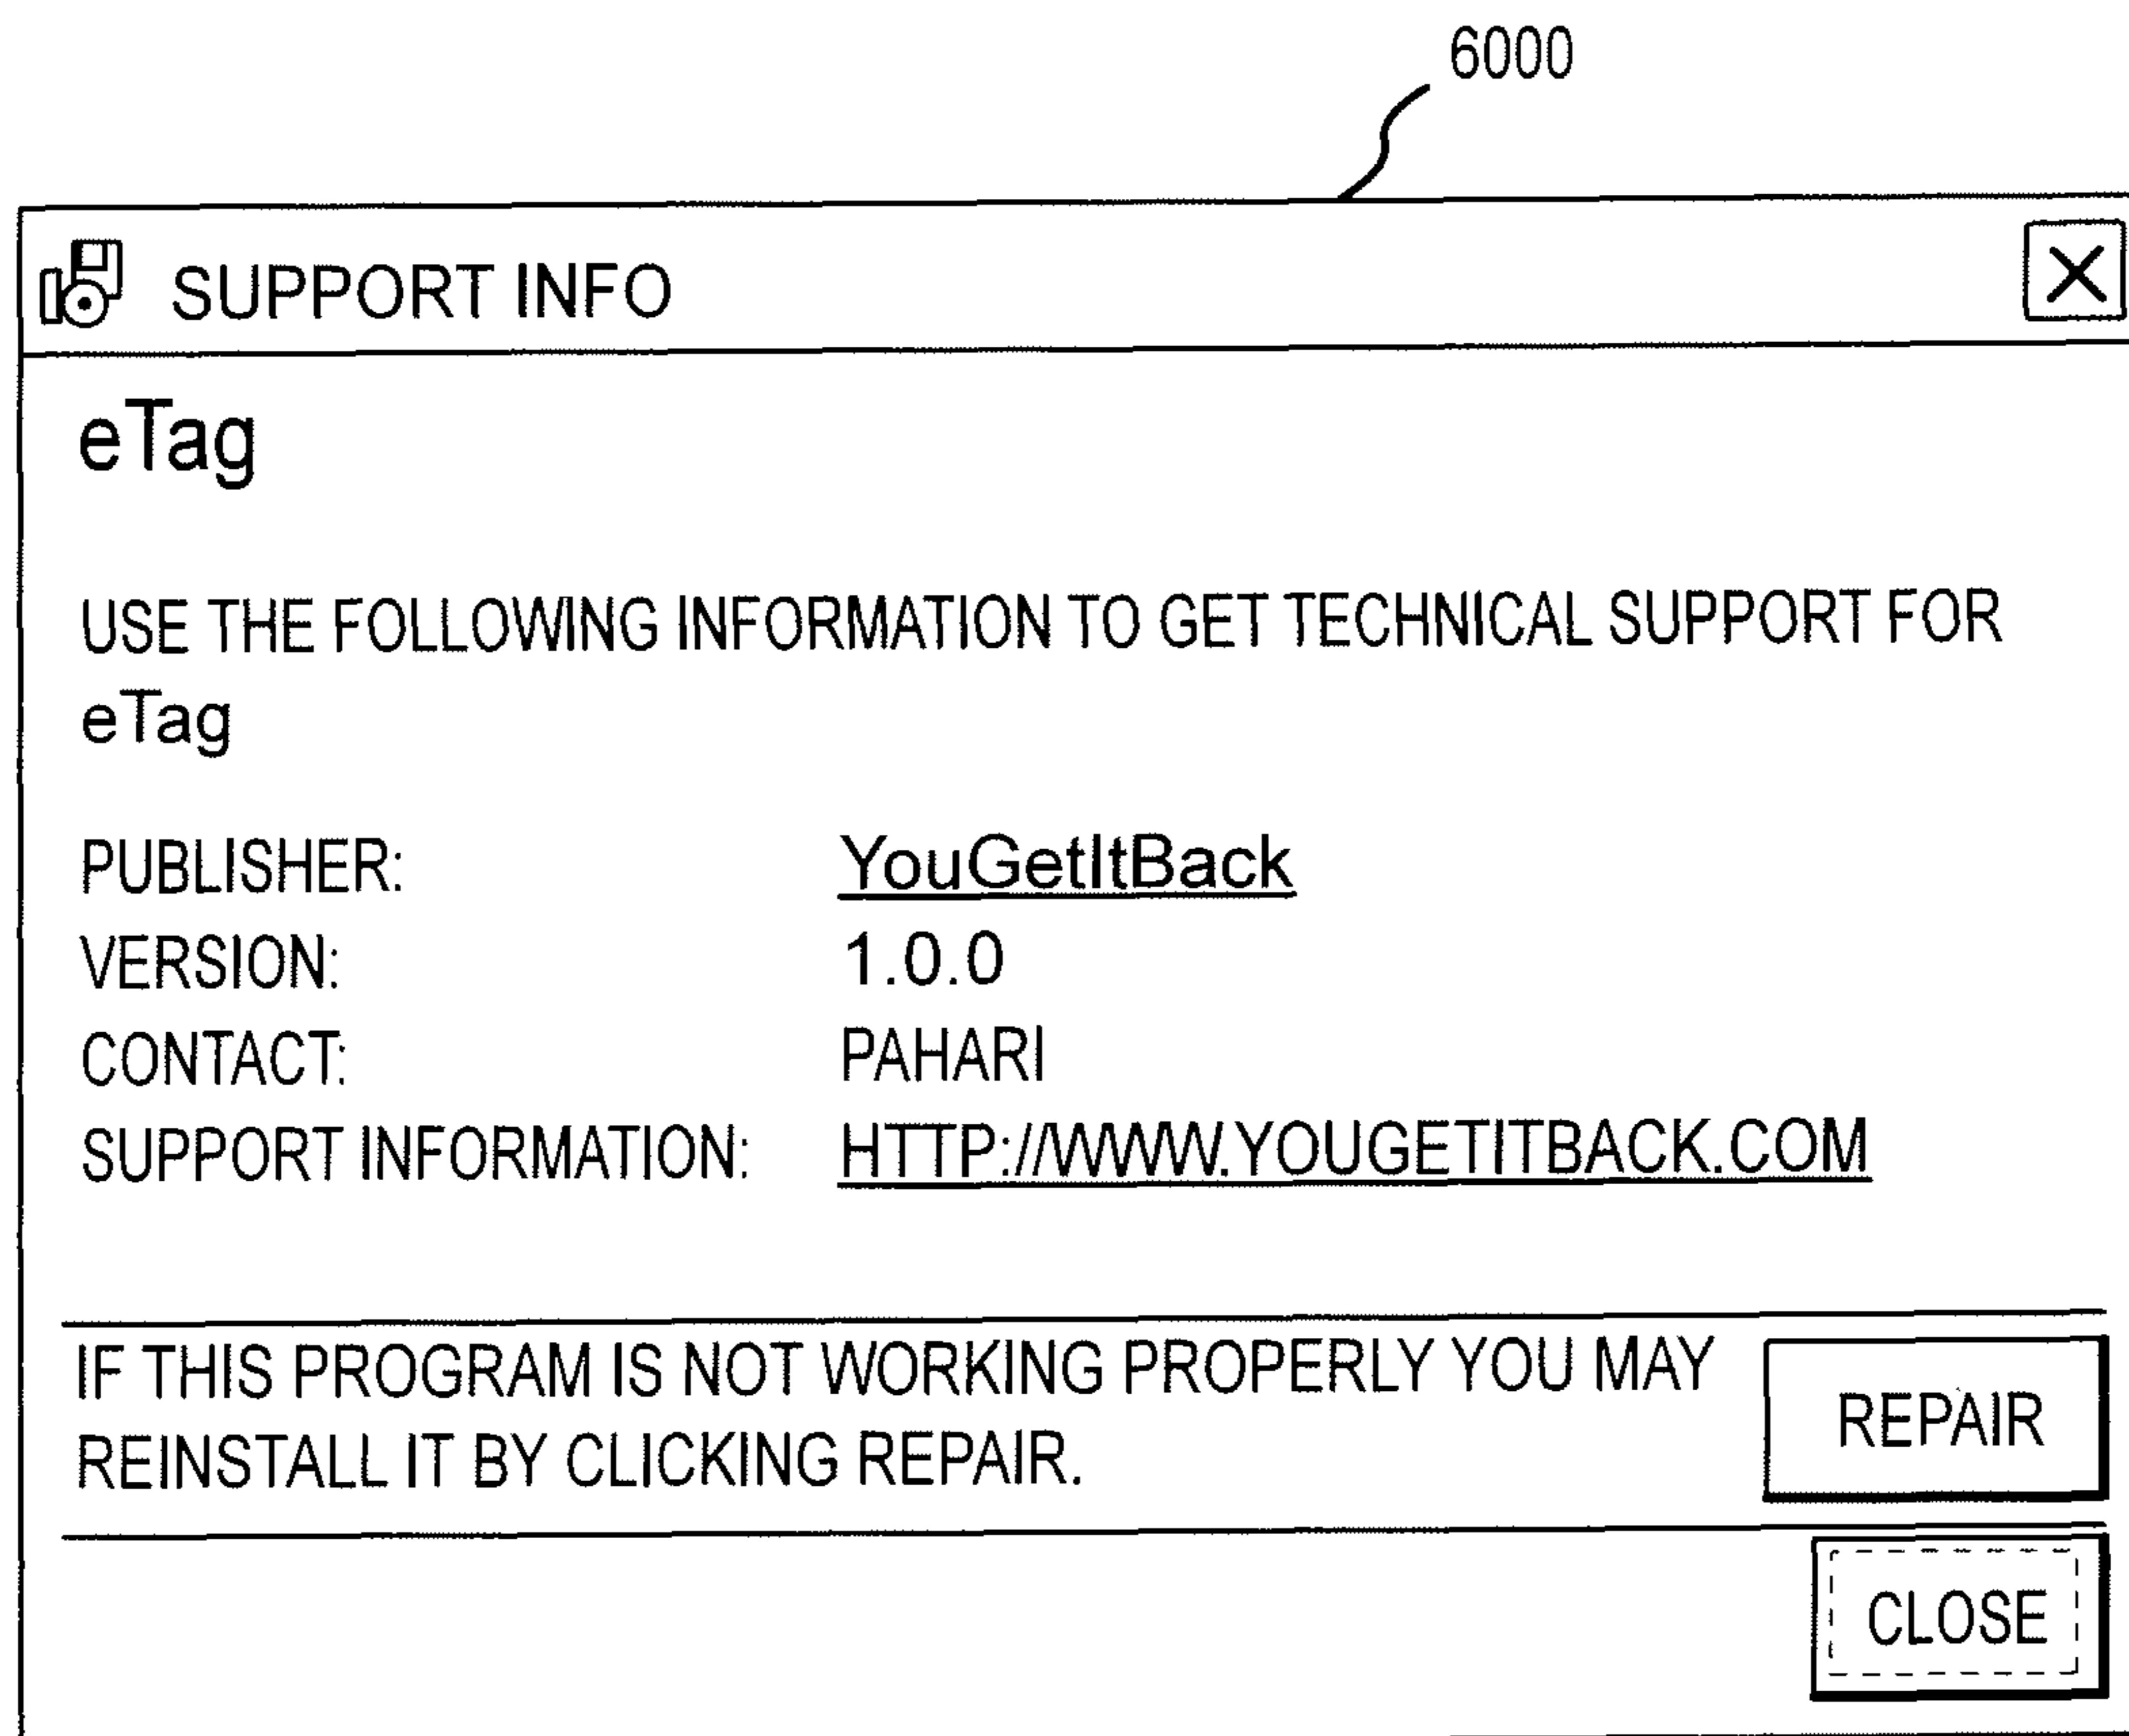 6000
SUPPORT INFO
eTag
USE THE FOLLOWING INFORMATION TO GET TECHNICAL SUPPORT FOR
eTag
PUBLISHER: YouGetItBack
VERSION: 1.0.0
CONTACT: PAHARI
SUPPORT INFORMATION: HTTP://WWW.YOUGETITBACK.COM
IF THIS PROGRAM IS NOT WORKING PROPERLY YOU MAY
REINSTALL IT BY CLICKING REPAIR.
REPAIR
CLOSE